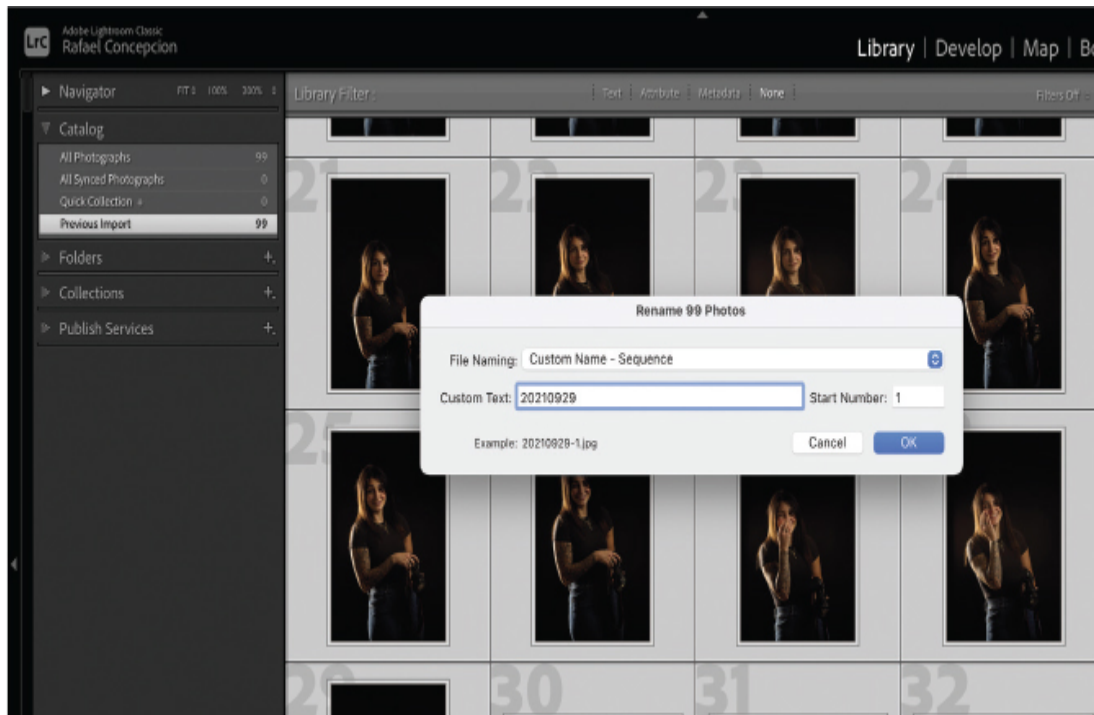 LrC
Adobe Lightroom Classic
Rafael Concepcion
Library | Develop | Map | Bo
Navigator FIT 100%
Library Filter:
Text Attribute Metadata None
Filters Off
Catalog
All Photographs 99
All Synced Photographs 0
Quick Collection + 0
Previous Import 99
Folders +
Collections +
Publish Services +
21 22 23 24
Rename 99 Photos
File Naming: Custom Name - Sequence
Custom Text: 20210929 Start Number: 1
Example: 20210929-1.jpg Cancel OK
25
29 30 31 32